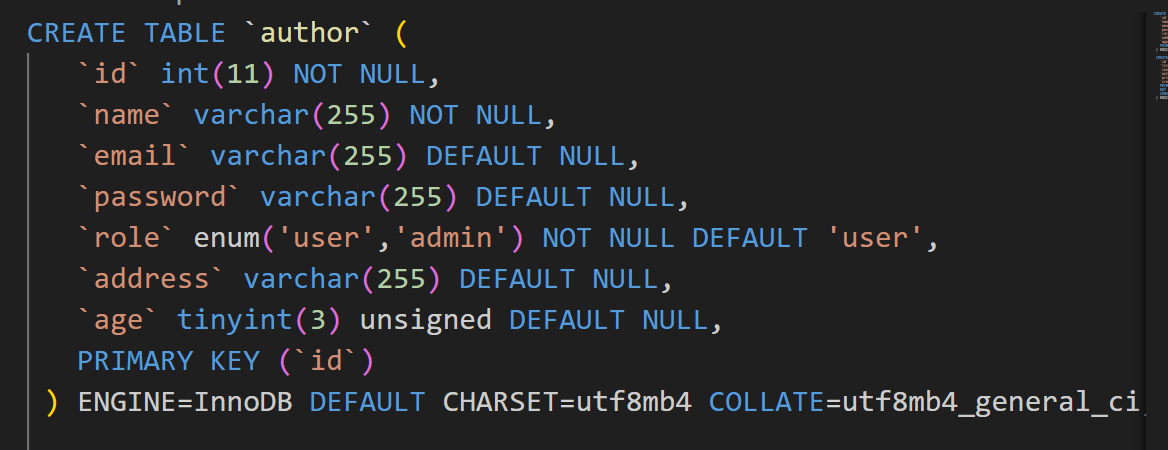 CREATE TABLE `author` (
`id` int(11) NOT NULL,
`name` varchar(255) NOT NULL,
`email` varchar(255) DEFAULT NULL,
`password` varchar(255) DEFAULT NULL,
`role` enum('user','admin') NOT NULL DEFAULT 'user',
`address` varchar(255) DEFAULT NULL,
`age` tinyint(3) unsigned DEFAULT NULL,
PRIMARY KEY (`id`)
) ENGINE=InnoDB DEFAULT CHARSET=utf8mb4 COLLATE=utf8mb4_general_ci